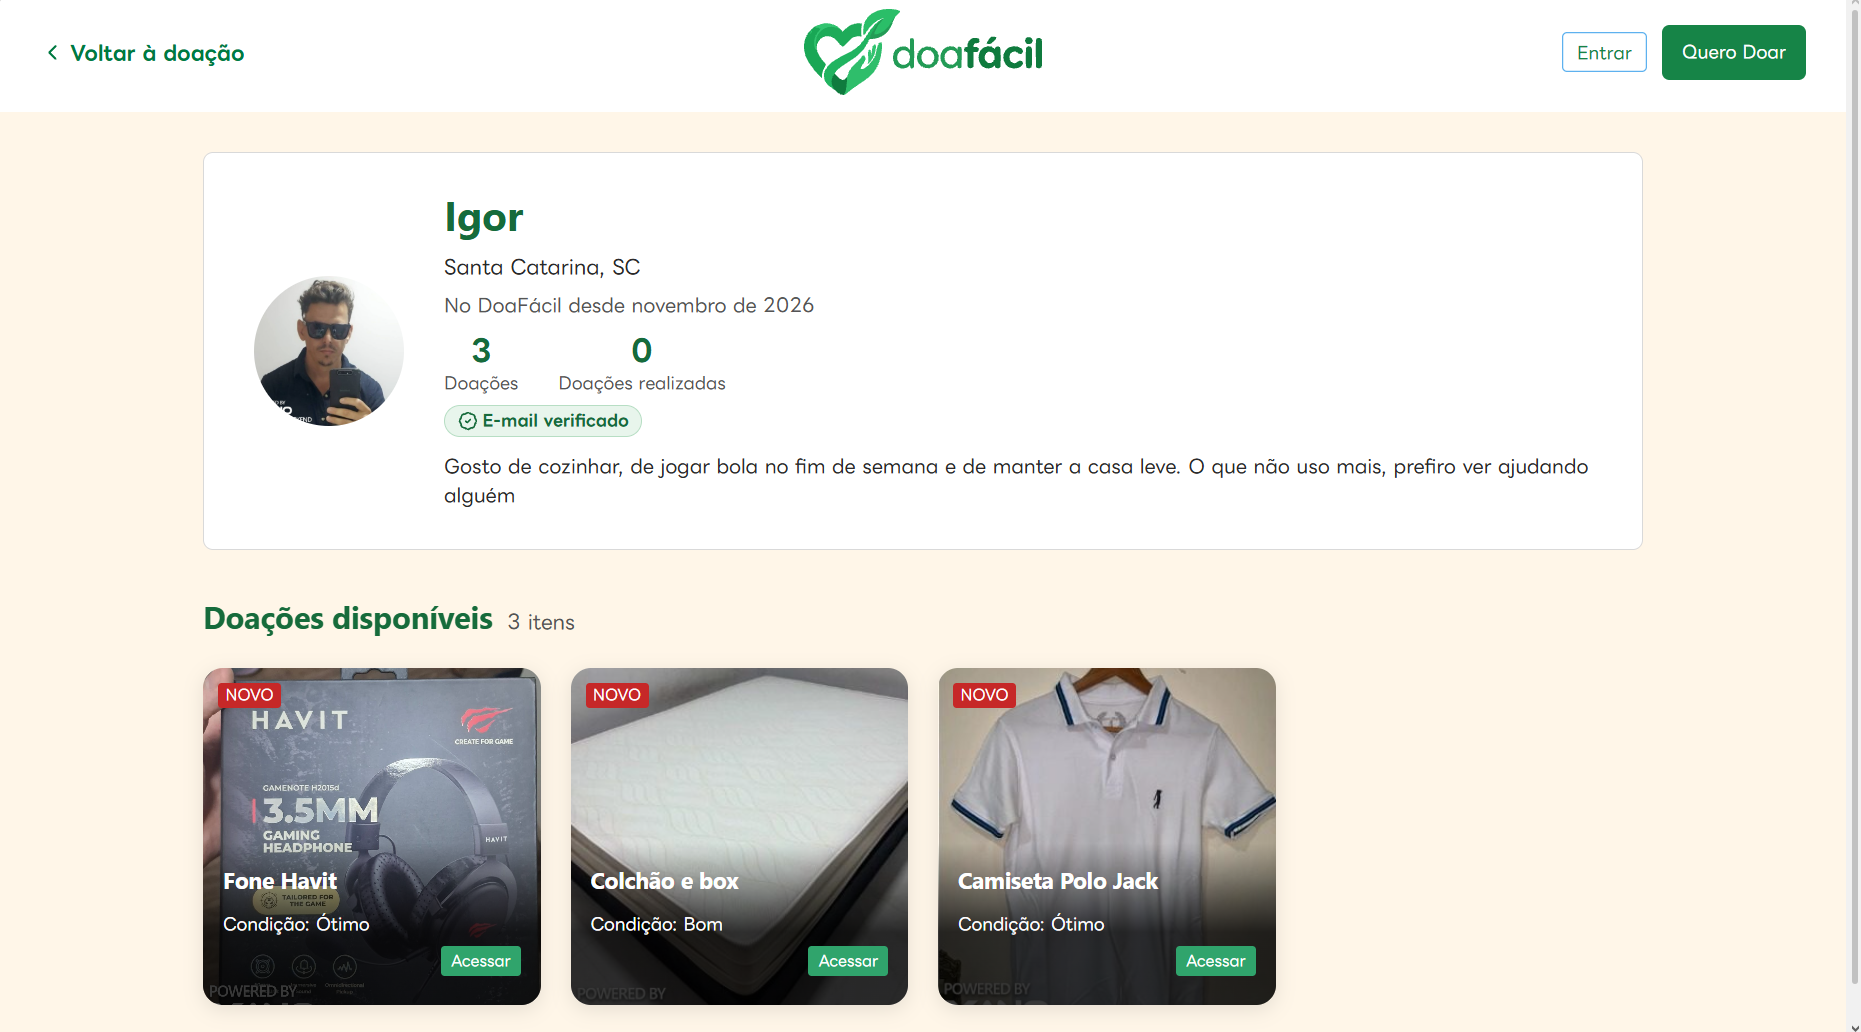 Voltar à doação
doafácil
Entrar
Quero Doar
Igor
Santa Catarina, SC
No DoaFácil desde novembro de 2026
3
0
Doações
Doações realizadas
E-mail verificado
Gosto de cozinhar, de jogar bola no fim de semana e de manter a casa leve. O que não uso mais, prefiro ver ajudando
alguém
Doações disponíveis 3 itens
NOVO
HAVIT
CREATE FOR GAME
GAMENOTE H2015d
3.5MM
GAMING
HEADPHONE
HAVIT
Fone Havit
TAILORED FOR
THE GAME
Condição: Ótimo
Acessar
POWERED BY
NOVO
Colchão e box
Condição: Bom
Acessar
POWERED BY
NOVO
Camiseta Polo Jack
Condição: Ótimo
Acessar
POWERED BY